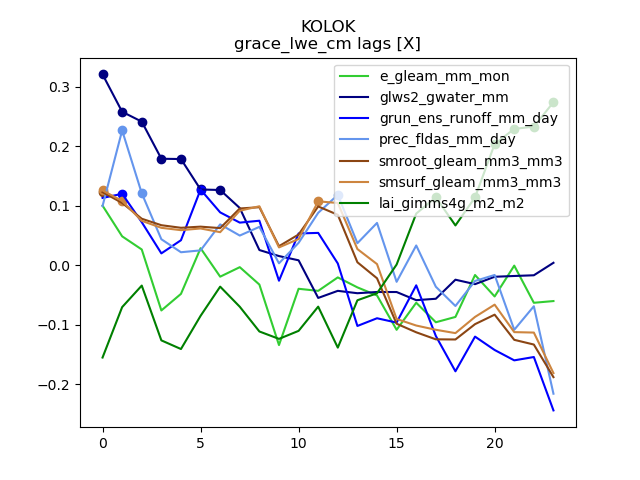 KOLOK
grace_lwe_cm lags [X]
e_gleam_mm_mon
glws2_gwater_mm
grun_ens_runoff_mm_day
prec_fldas_mm_day
smroot_gleam_mm3_mm3
smsurf_gleam_mm3_mm3
lai_gimms4g_m2_m2
0.3
0.2
0.1
0.0
−0.1
−0.2
0
5
10
15
20